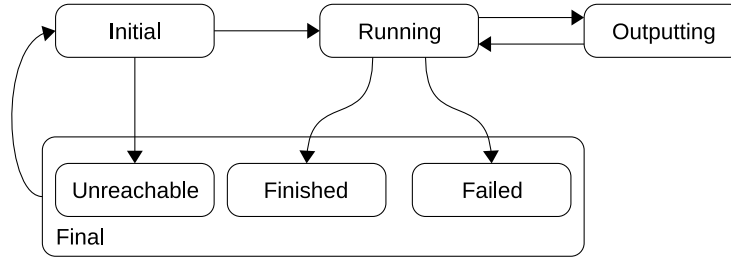 Initial
Running
Outputting
Unreachable
Finished
Failed
Final